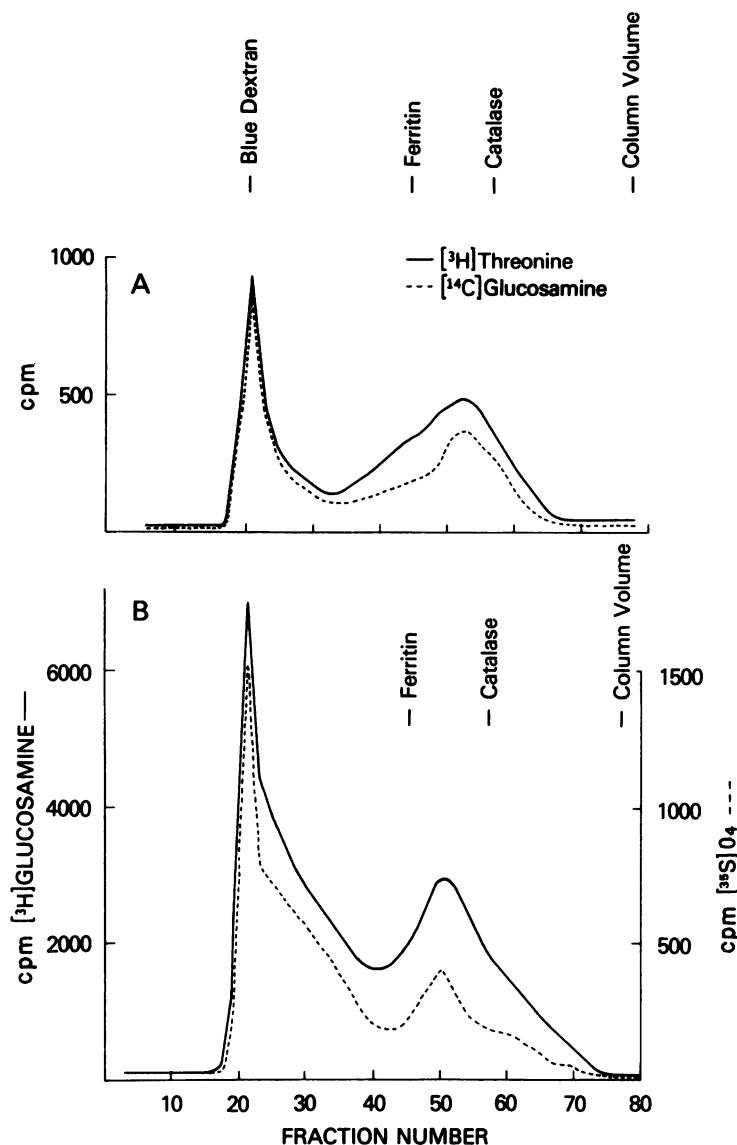 — Blue Dextran
— Ferritin
— Catalase
— Column Volume
A
— [³H]Threonine
---- [¹⁴C]Glucosamine
1000
500
cpm
B
— Ferritin
— Catalase
— Column Volume
6000
4000
2000
cpm [³H]GLUCOSAMINE —
1500
1000
500
cpm [³⁵S]O₄ ---
10 20 30 40 50 60 70 80
FRACTION NUMBER